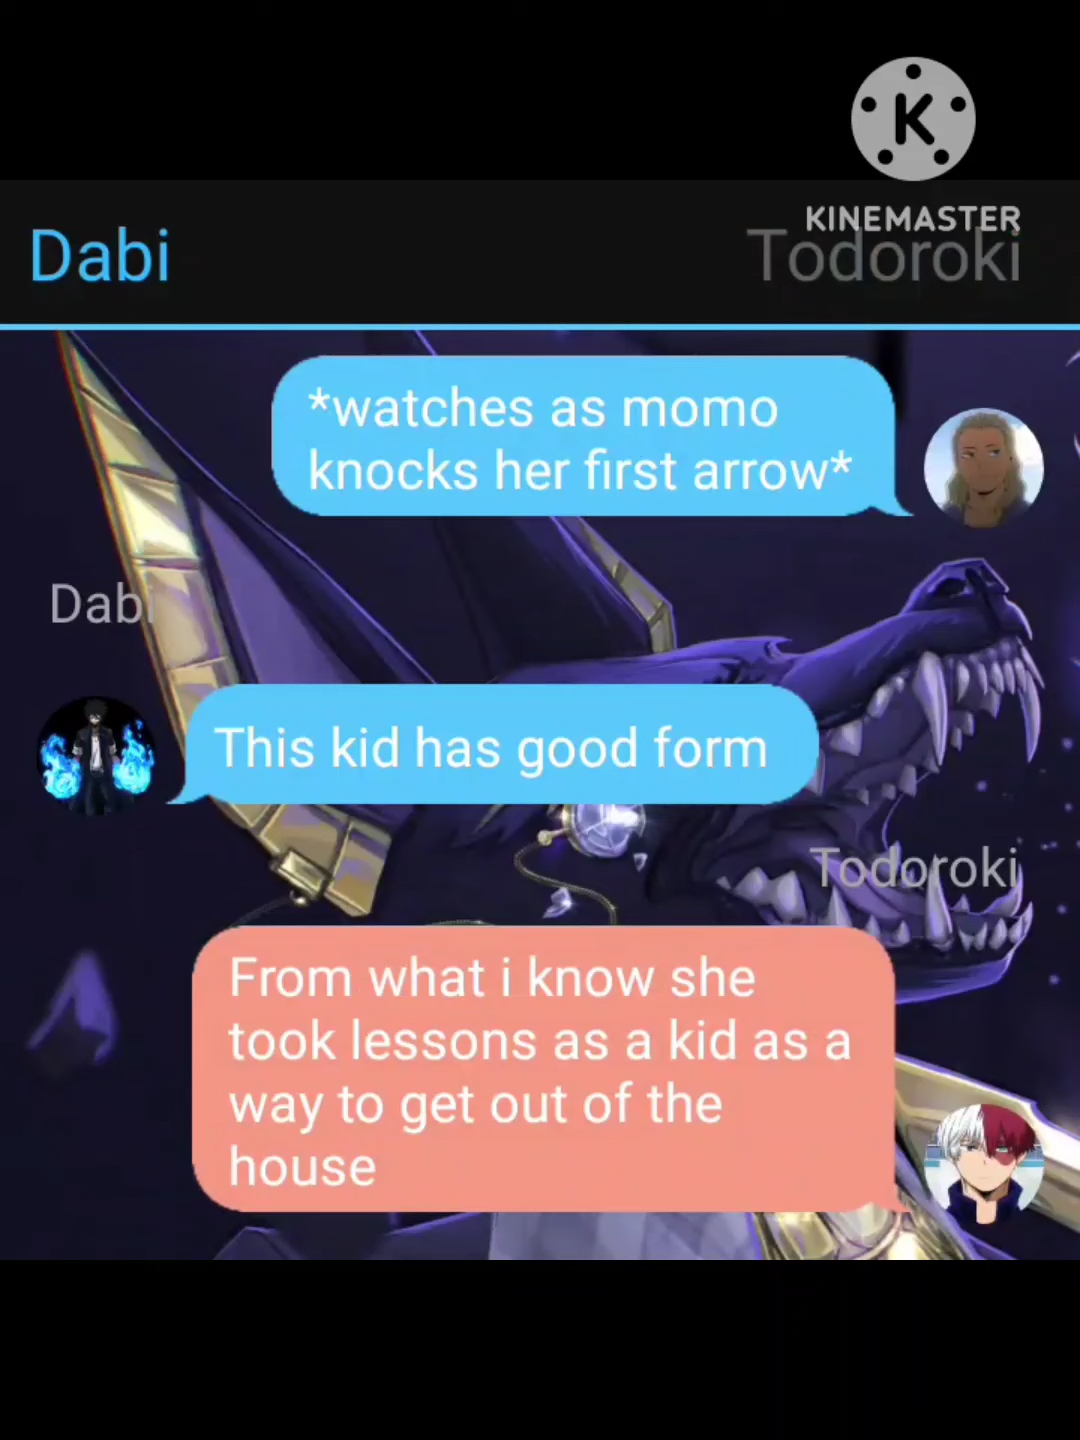 K
KINEMASTER
Dabi
Todoroki
*watches as momo
knocks her first arrow*
Dabi
This kid has good form
Todoroki
From what i know she
took lessons as a kid as a
way to get out of the
house